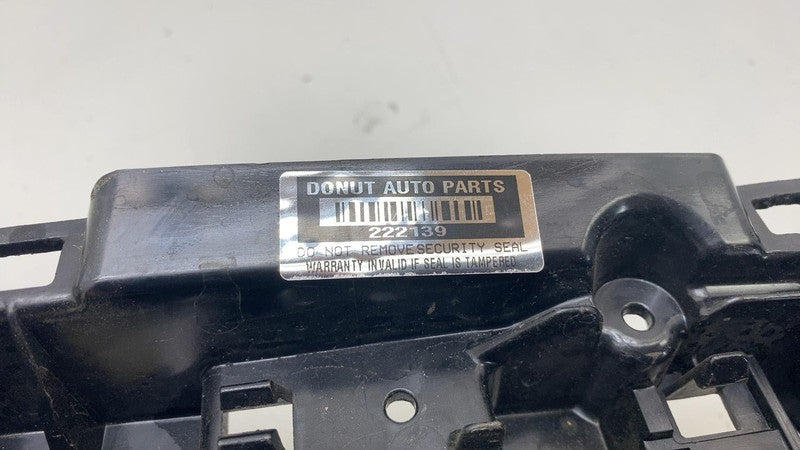 DONUT AUTO PARTS
222139
DO NOT REMOVE SECURITY SEAL
WARRANTY INVALID IF SEAL IS TAMPERED